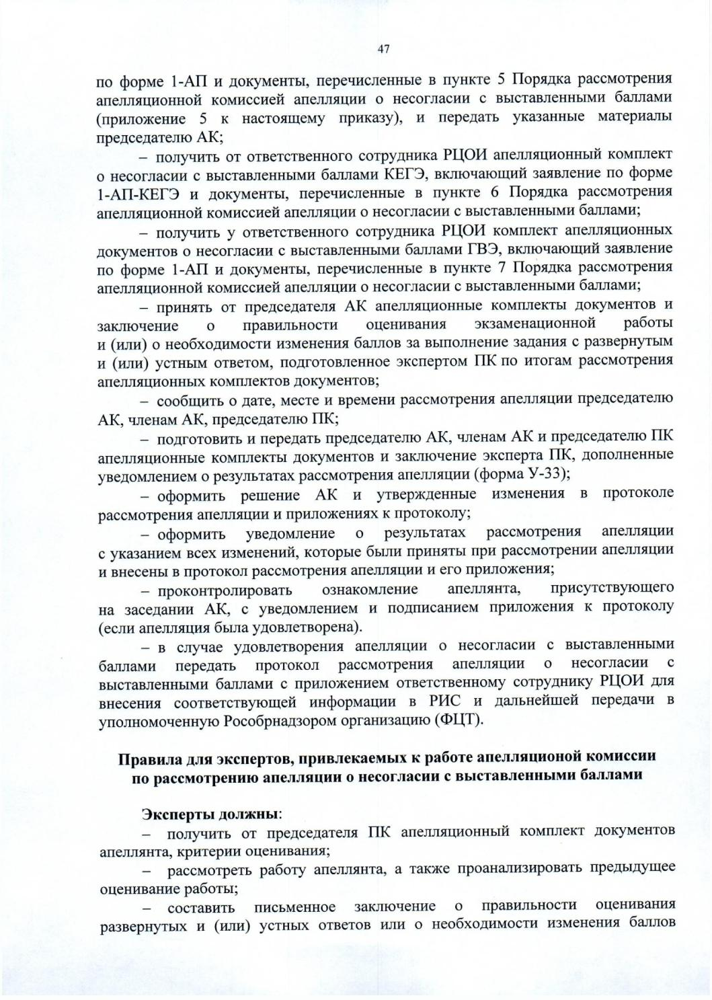 47
по форме 1-АП и документы, перечисленные в пункте 5 Порядка рассмотрения
апелляционной комиссией апелляции о несогласии с выставленными баллами
(приложение 5 к настоящему приказу), и передать указанные материалы
председателю АК;
– получить от ответственного сотрудника РЦОИ апелляционный комплект
о несогласии с выставленными баллами КЕГЭ, включающий заявление по форме
1-АП-КЕГЭ и документы, перечисленные в пункте 6 Порядка рассмотрения
апелляционной комиссией апелляции о несогласии с выставленными баллами;
– получить у ответственного сотрудника РЦОИ комплект апелляционных
документов о несогласии с выставленными баллами ГВЭ, включающий заявление
по форме 1-АП и документы, перечисленные в пункте 7 Порядка рассмотрения
апелляционной комиссией апелляции о несогласии с выставленными баллами;
– принять от председателя АК апелляционные комплекты документов и
заключение о правильности оценивания экзаменационной работы
и (или) о необходимости изменения баллов за выполнение задания с развернутым
и (или) устным ответом, подготовленное экспертом ПК по итогам рассмотрения
апелляционных комплектов документов;
– сообщить о дате, месте и времени рассмотрения апелляции председателю
АК, членам АК, председателю ПК;
– подготовить и передать председателю АК, членам АК и председателю ПК
апелляционные комплекты документов и заключение эксперта ПК, дополненные
уведомлением о результатах рассмотрения апелляции (форма У-33);
– оформить решение АК и утвержденные изменения в протоколе
рассмотрения апелляции и приложениях к протоколу;
– оформить уведомление о результатах рассмотрения апелляции
с указанием всех изменений, которые были приняты при рассмотрении апелляции
и внесены в протокол рассмотрения апелляции и его приложения;
– проконтролировать ознакомление апеллянта, присутствующего
на заседании АК, с уведомлением и подписанием приложения к протоколу
(если апелляция была удовлетворена).
– в случае удовлетворения апелляции о несогласии с выставленными
баллами передать протокол рассмотрения апелляции о несогласии с
выставленными баллами с приложением ответственному сотруднику РЦОИ для
внесения соответствующей информации в РИС и дальнейшей передачи в
уполномоченную Рособрнадзором организацию (ФЦТ).
Правила для экспертов, привлекаемых к работе апелляционой комиссии
по рассмотрению апелляции о несогласии с выставленными баллами
Эксперты должны:
– получить от председателя ПК апелляционный комплект документов
апеллянта, критерии оценивания;
– рассмотреть работу апеллянта, а также проанализировать предыдущее
оценивание работы;
– составить письменное заключение о правильности оценивания
развернутых и (или) устных ответов или о необходимости изменения баллов